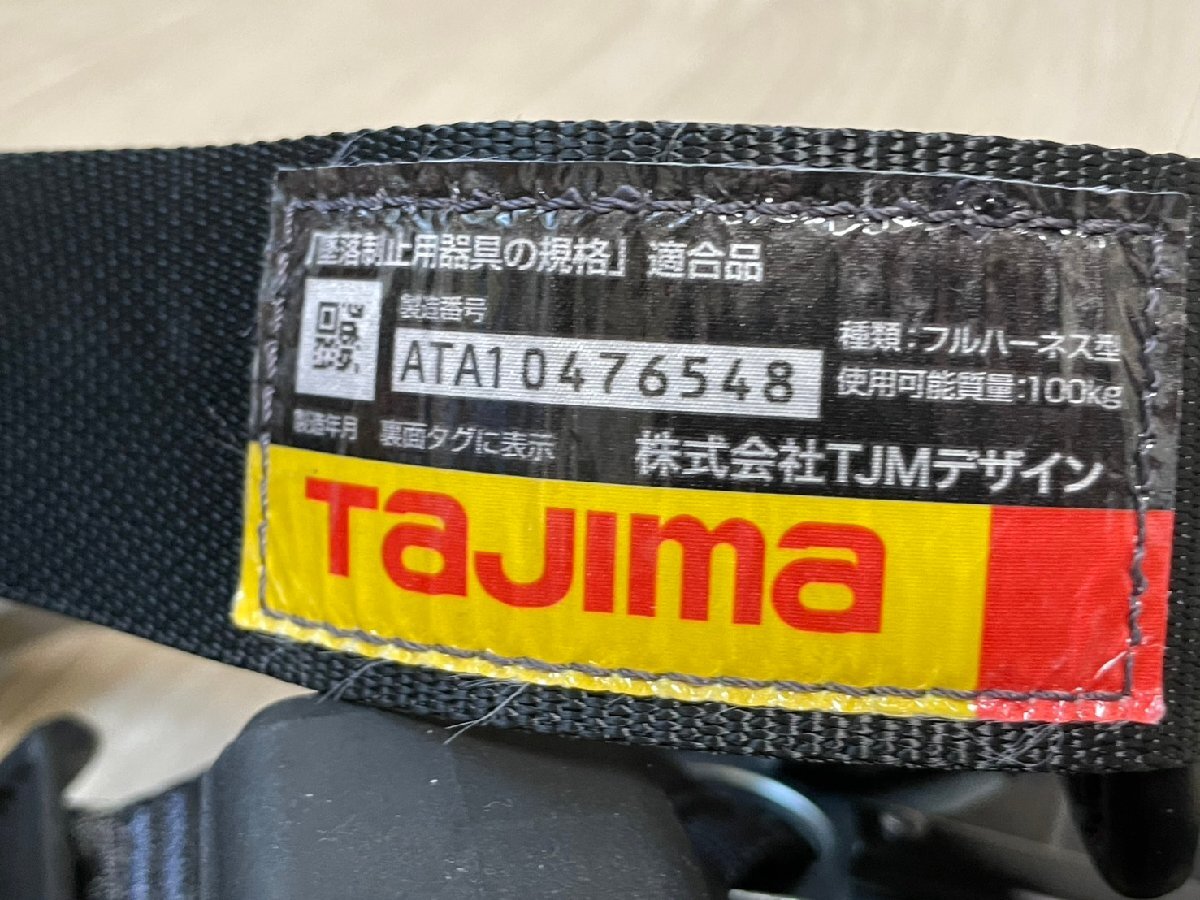 「墜落制止用器具の規格」適合品
製造番号
ATA10476548
種類:フルハーネス型
使用可能質量:100kg
製造年月 裏面タグに表示
株式会社TJMデザイン
TAJIMA